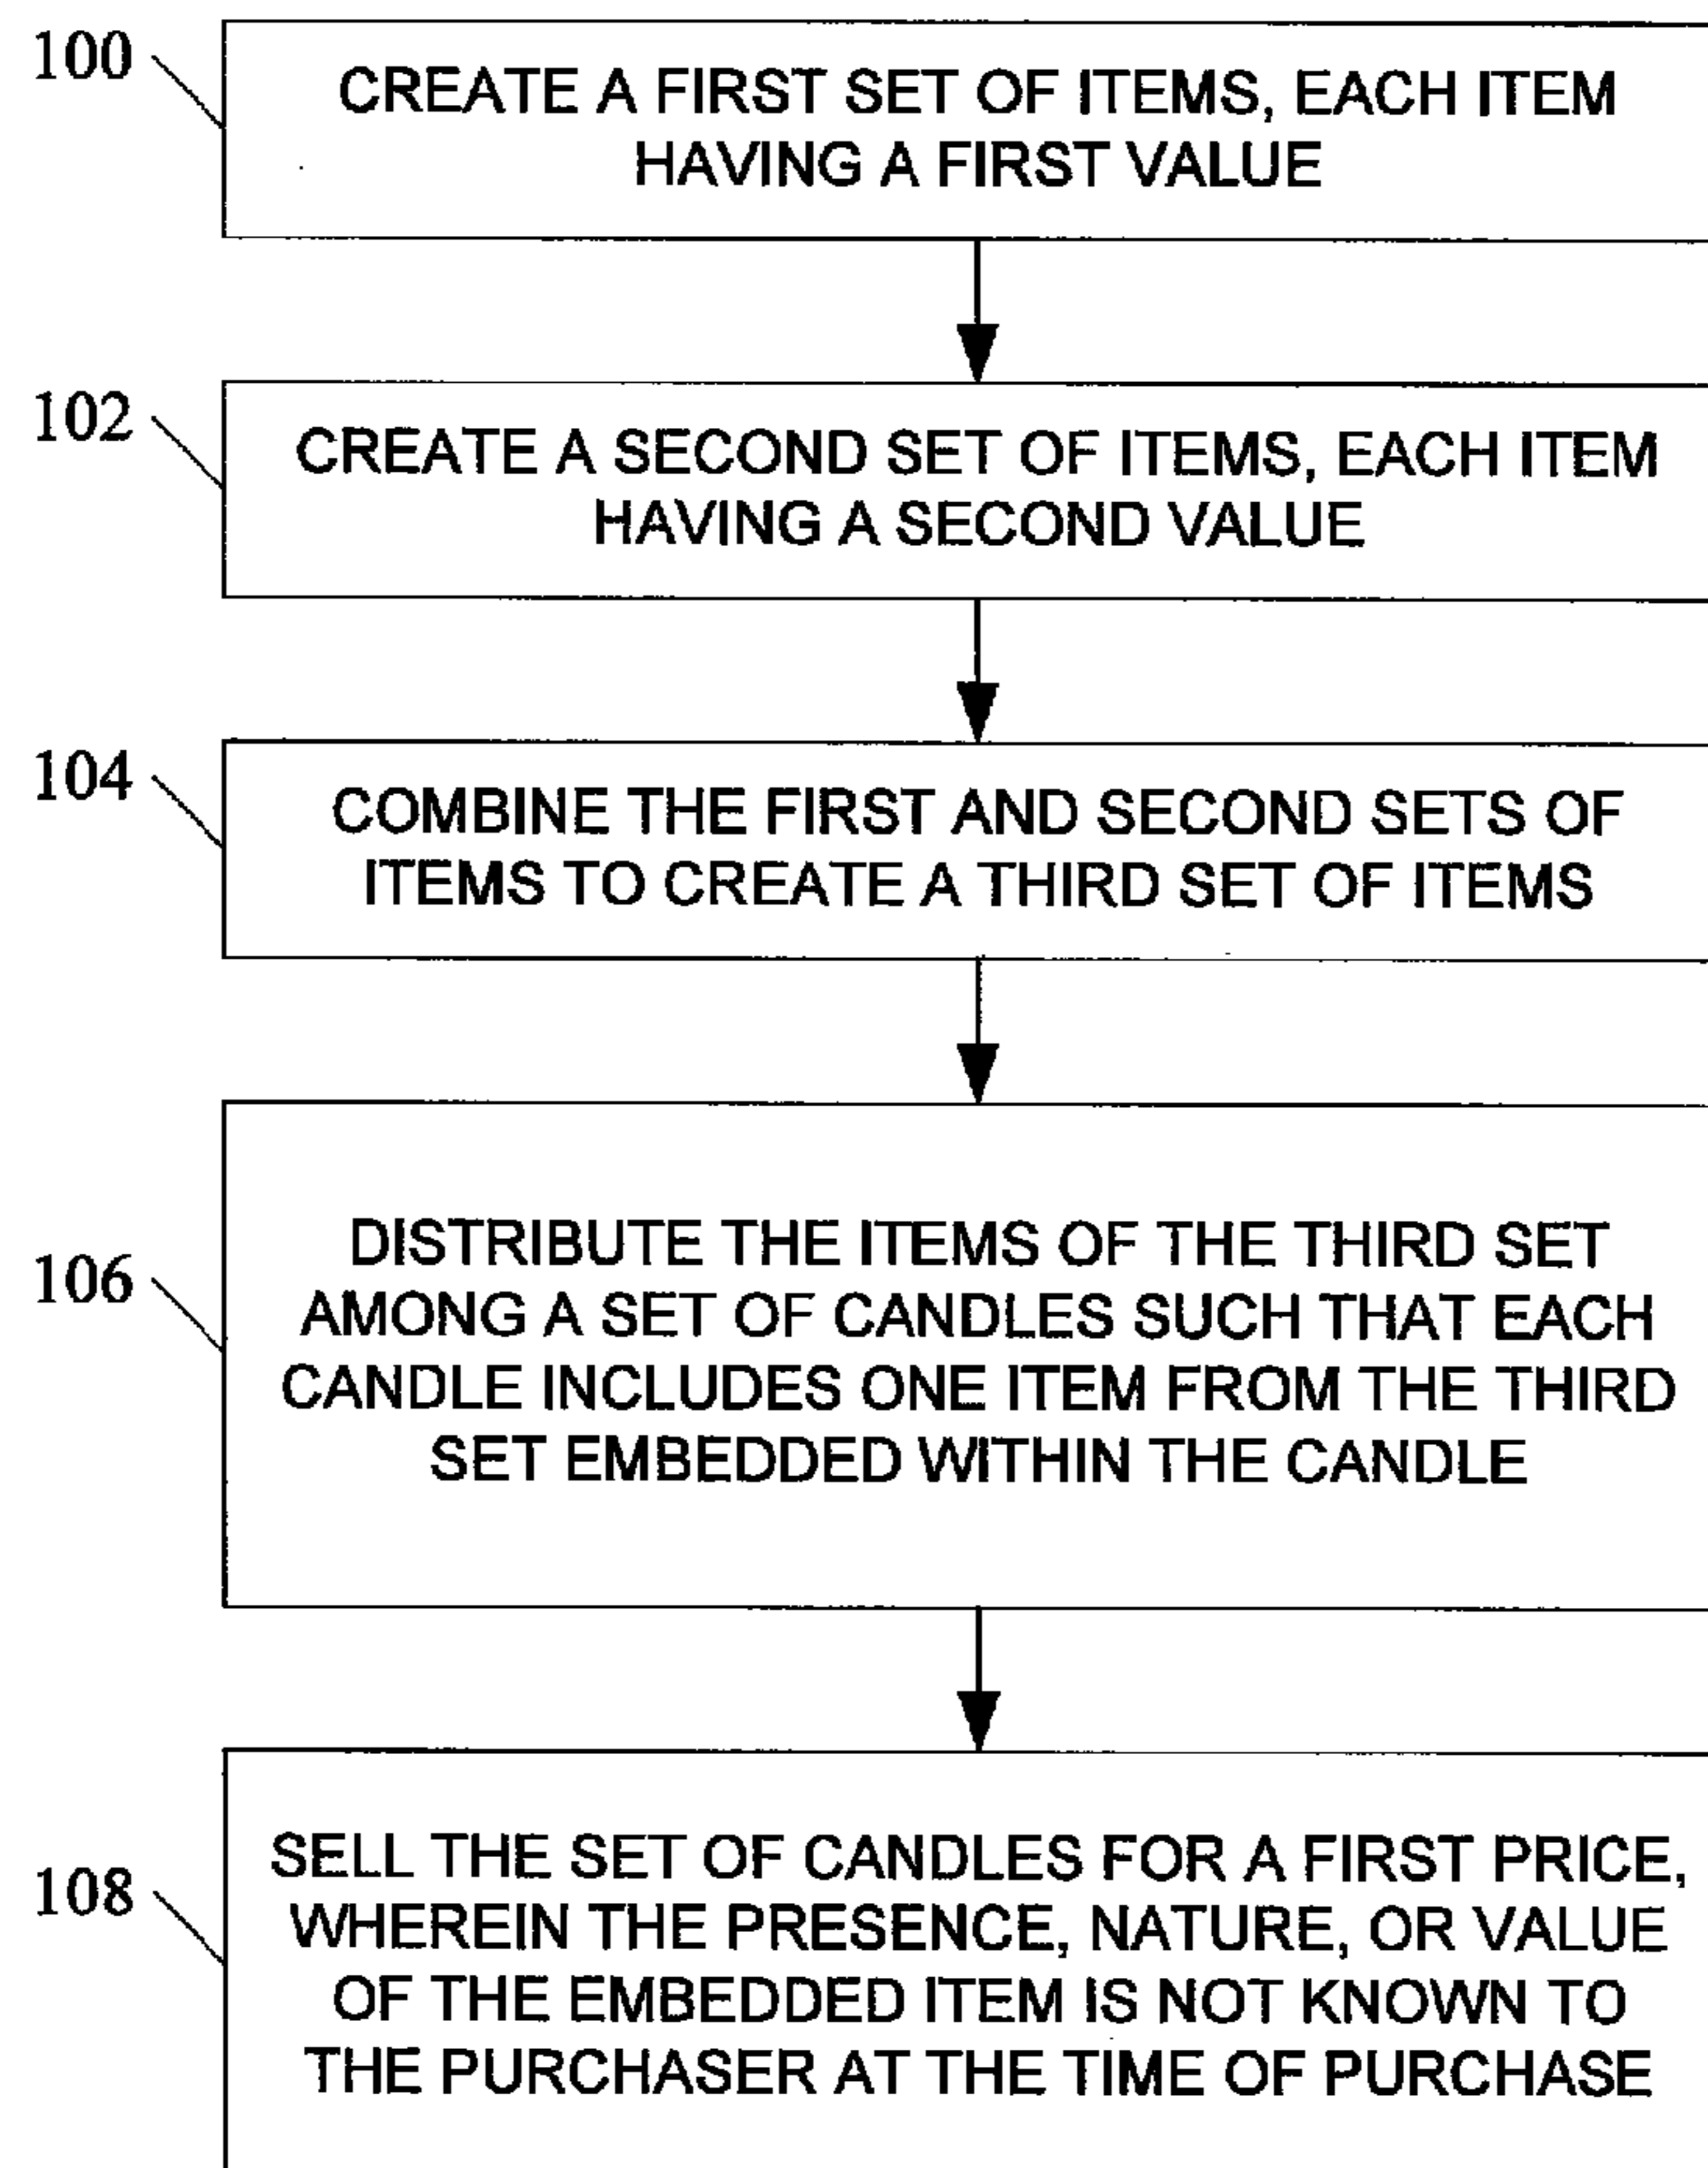 100
CREATE A FIRST SET OF ITEMS, EACH ITEM
HAVING A FIRST VALUE
102
CREATE A SECOND SET OF ITEMS, EACH ITEM
HAVING A SECOND VALUE
104
COMBINE THE FIRST AND SECOND SETS OF
ITEMS TO CREATE A THIRD SET OF ITEMS
106
DISTRIBUTE THE ITEMS OF THE THIRD SET
AMONG A SET OF CANDLES SUCH THAT EACH
CANDLE INCLUDES ONE ITEM FROM THE THIRD
SET EMBEDDED WITHIN THE CANDLE
108
SELL THE SET OF CANDLES FOR A FIRST PRICE,
WHEREIN THE PRESENCE, NATURE, OR VALUE
OF THE EMBEDDED ITEM IS NOT KNOWN TO
THE PURCHASER AT THE TIME OF PURCHASE